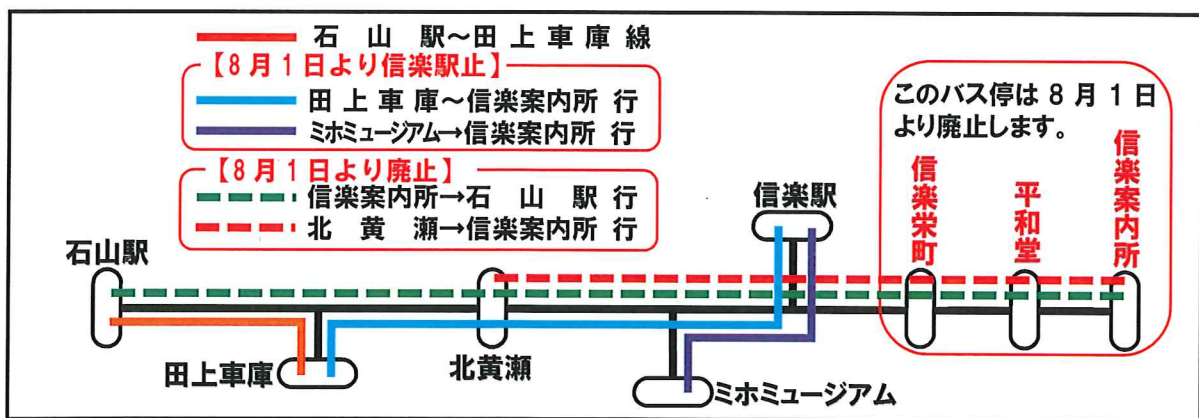 石山駅～田上車庫線
【8月1日より信楽駅止】
田上車庫～信楽案内所 行
ミホミュージアム→信楽案内所 行
【8月1日より廃止】
信楽案内所→石山駅 行
北黄瀬→信楽案内所 行
このバス停は8月1日
より廃止します。
信楽栄町
平和堂
信楽案内所
信楽駅
石山駅
田上車庫
北黄瀬
ミホミュージアム